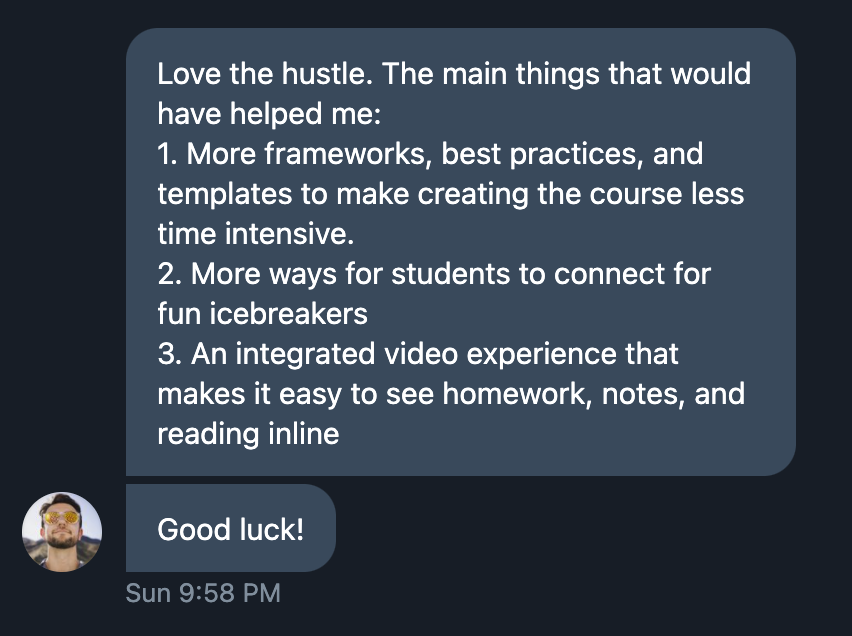 Love the hustle. The main things that would
have helped me:
1. More frameworks, best practices, and
templates to make creating the course less
time intensive.
2. More ways for students to connect for
fun icebreakers
3. An integrated video experience that
makes it easy to see homework, notes, and
reading inline
Good luck!
Sun 9:58 PM